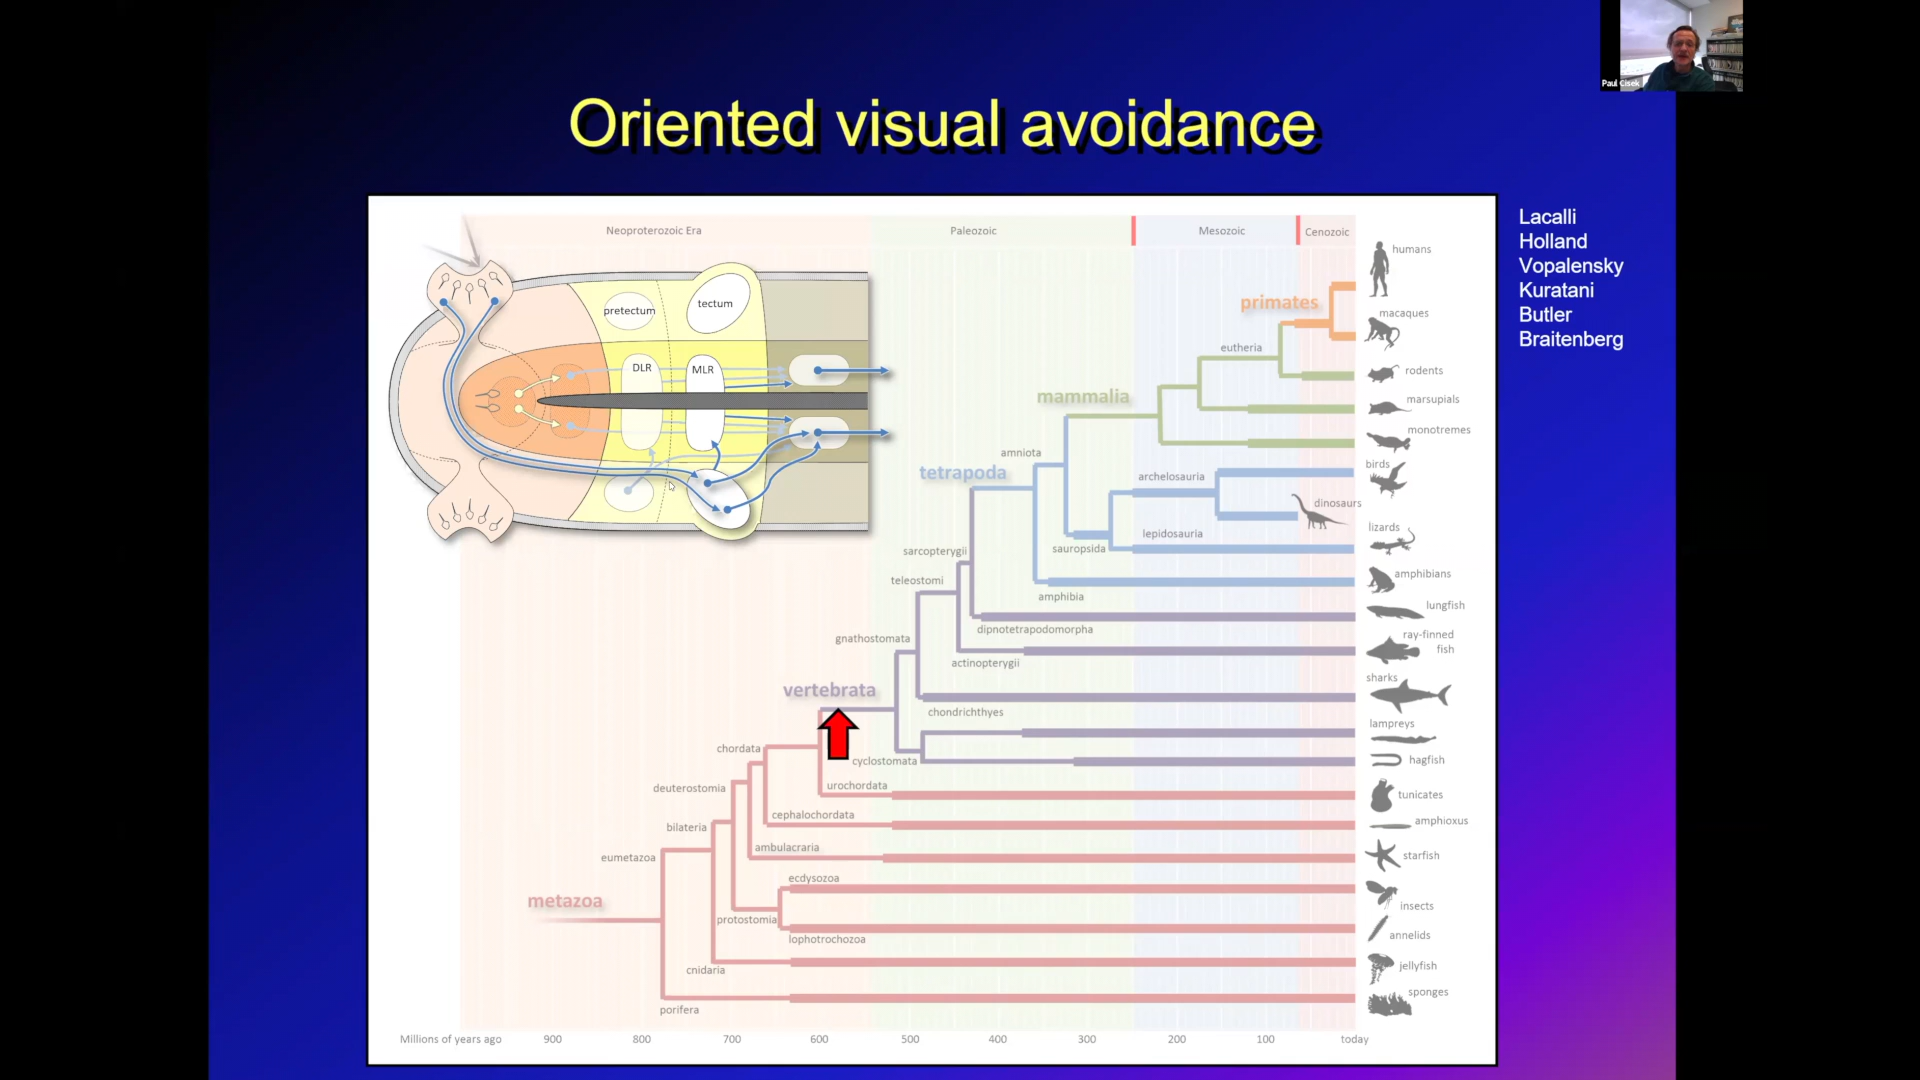 Paul Cisek
Oriented visual avoidance
Lacalli
Holland
Vopalensky
Kuratani
Butler
Braitenberg
Neoproterozoic Era
Paleozoic
Mesozoic
Cenozoic
pretectum
tectum
DLR
MLR
humans
primates
macaques
eutheria
rodents
mammalia
marsupials
monotremes
amniota
birds
tetrapoda
archelosauria
dinosaurs
lizards
lepidosauria
sauropsida
sarcopterygii
amphibians
teleostomi
amphibia
lungfish
dipnotetrapodomorpha
ray-finned
fish
gnathostomata
actinopterygii
sharks
vertebrata
chondrichthyes
lampreys
chordata
cyclostomata
hagfish
deuterostomia
urochordata
tunicates
cephalochordata
amphioxus
bilateria
ambulacraria
starfish
eumetazoa
ecdysozoa
metazoa
insects
protostomia
lophotrochozoa
annelids
cnidaria
jellyfish
porifera
sponges
Millions of years ago 900 800 700 600 500 400 300 200 100 today